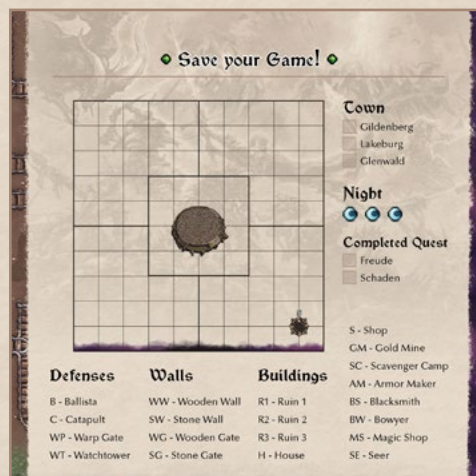 Save your Game!
Town
Gildenberg
Lakeburg
Glenwald
Night
Completed Quest
Freude
Schaden
S - Shop
GM - Gold Mine
SC - Scavenger Camp
AM - Armor Maker
BS - Blacksmith
BW - Bowyer
MS - Magic Shop
SE - Seer
Defenses
B - Ballista
C - Catapult
WP - Warp Gate
WT - Watchtower
Walls
WW - Wooden Wall
SW - Stone Wall
WG - Wooden Gate
SG - Stone Gate
Buildings
R1 - Ruin 1
R2 - Ruin 2
R3 - Ruin 3
H - House